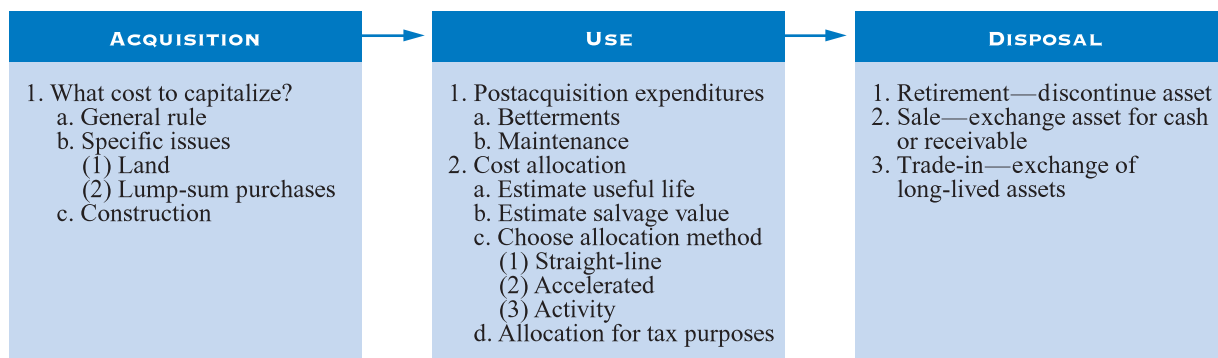 ACQUISITION
1. What cost to capitalize?
a. General rule
b. Specific issues
(1) Land
(2) Lump-sum purchases
c. Construction
USE
1. Postacquisition expenditures
a. Betterments
b. Maintenance
2. Cost allocation
a. Estimate useful life
b. Estimate salvage value
c. Choose allocation method
(1) Straight-line
(2) Accelerated
(3) Activity
d. Allocation for tax purposes
DISPOSAL
1. Retirement—discontinue asset
2. Sale—exchange asset for cash
or receivable
3. Trade-in—exchange of
long-lived assets